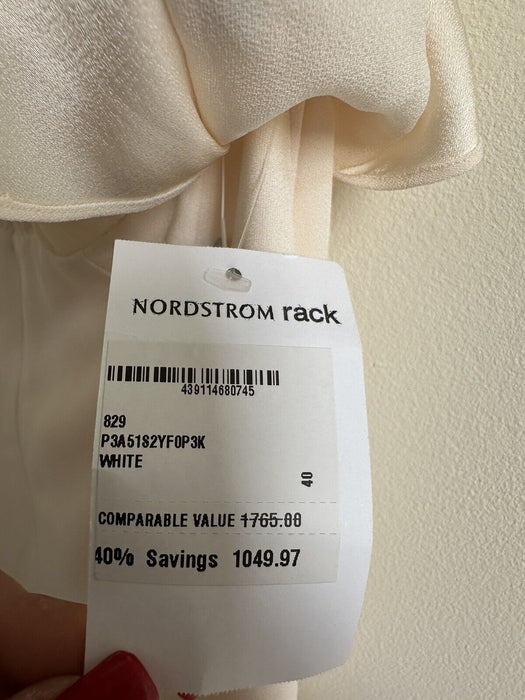 NORDSTROM rack
439114680745
829
P3A51S2YF0P3K
WHITE
40
COMPARABLE VALUE 1765.00
40% Savings 1049.97